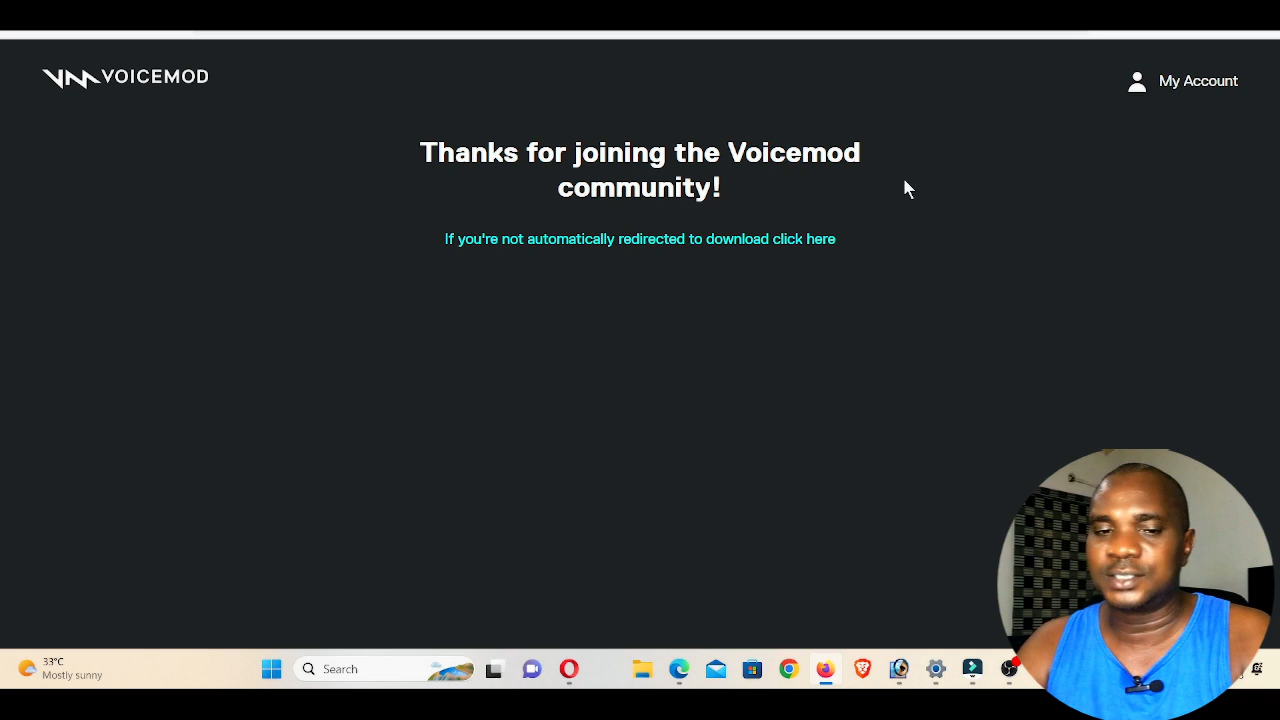 VOICEMOD
My Account
Thanks for joining the Voicemod
community!
If you're not automatically redirected to download click here
33°C
Mostly sunny
Search